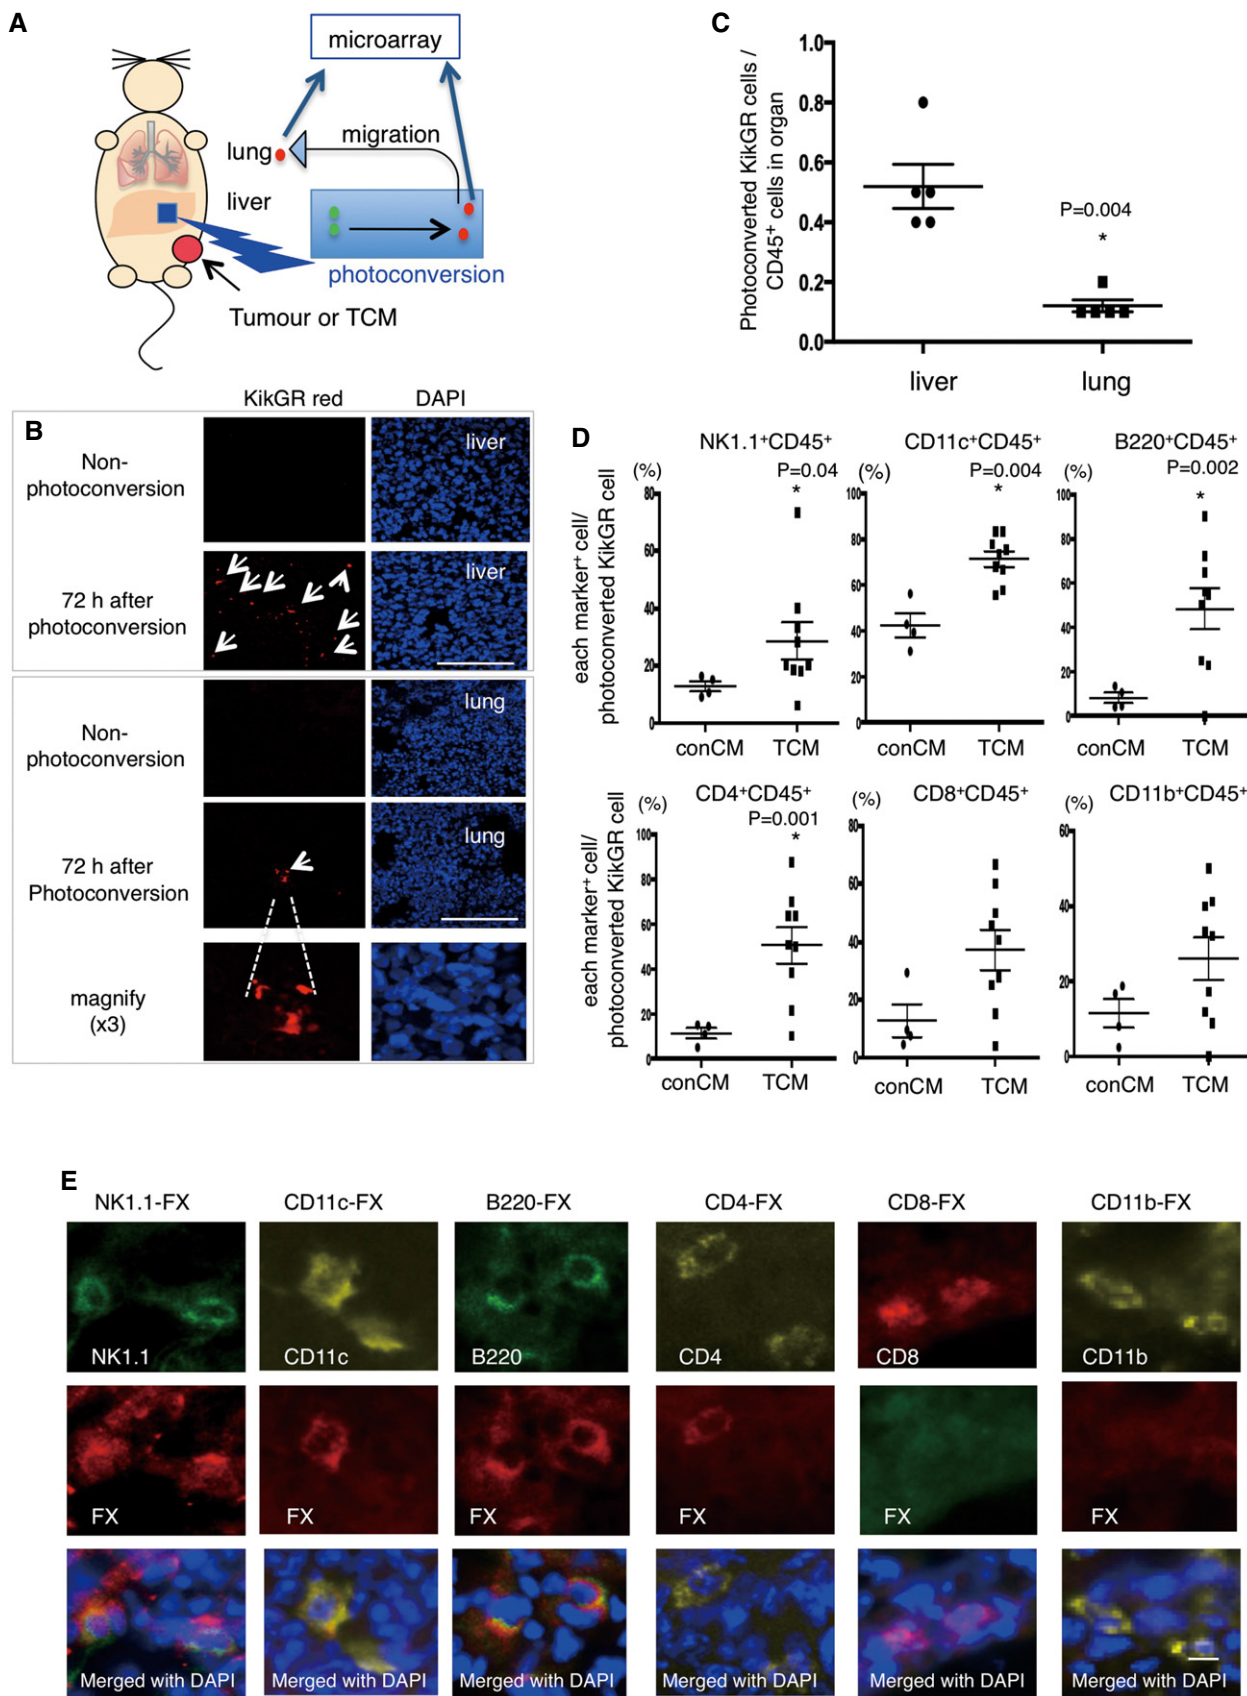 A
microarray
migration
lung
liver
photoconversion
Tumour or TCM
C
Photoconverted KikGR cells /
CD45+ cells in organ
1.0
0.8
0.6
0.4
0.2
0.0
P=0.004
*
liver
lung
B
KikGR red
DAPI
Non-
photoconversion
liver
72 h after
photoconversion
liver
Non-
photoconversion
lung
72 h after
Photoconversion
lung
magnify
(x3)
D
each marker+ cell/
photoconverted KikGR cell
NK1.1+CD45+
(%)
P=0.04
*
80
60
40
20
0
conCM
TCM
CD11c+CD45+
(%)
P=0.004
*
100
80
60
40
20
0
conCM
TCM
B220+CD45+
(%)
P=0.002
*
100
80
60
40
20
0
conCM
TCM
each marker+ cell/
photoconverted KikGR cell
CD4+CD45+
(%)
P=0.001
*
100
80
60
40
20
0
conCM
TCM
CD8+CD45+
(%)
80
60
40
20
0
conCM
TCM
CD11b+CD45+
(%)
60
40
20
0
conCM
TCM
E
NK1.1-FX
CD11c-FX
B220-FX
CD4-FX
CD8-FX
CD11b-FX
NK1.1
CD11c
B220
CD4
CD8
CD11b
FX
FX
FX
FX
FX
FX
Merged with DAPI
Merged with DAPI
Merged with DAPI
Merged with DAPI
Merged with DAPI
Merged with DAPI